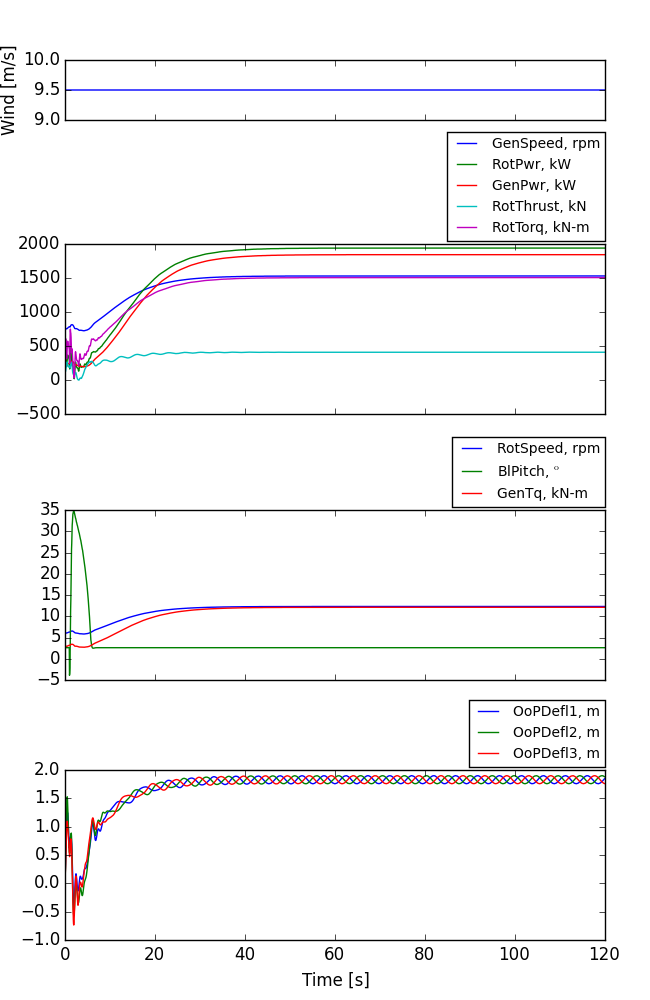 Wind [m/s]
10.0
9.5
9.0
GenSpeed, rpm
RotPwr, kW
GenPwr, kW
RotThrust, kN
RotTorq, kN-m
2000
1500
1000
500
0
−500
RotSpeed, rpm
BlPitch, °
GenTq, kN-m
35
30
25
20
15
10
5
0
−5
OoPDefl1, m
OoPDefl2, m
OoPDefl3, m
2.0
1.5
1.0
0.5
0.0
−0.5
−1.0
0 20 40 60 80 100 120
Time [s]